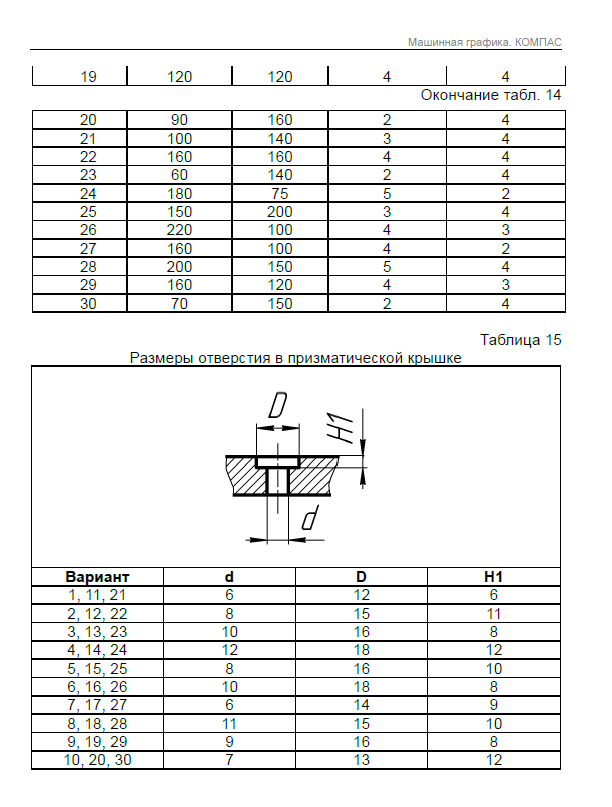 Машинная графика. КОМПАС
19 120 120 4 4
Окончание табл. 14
20 90 160 2 4
21 100 140 3 4
22 160 160 4 4
23 60 140 2 4
24 180 75 5 2
25 150 200 3 4
26 220 100 4 3
27 160 100 4 2
28 200 150 5 4
29 160 120 4 3
30 70 150 2 4
Таблица 15
Размеры отверстия в призматической крышке
D
H1
d
Вариант d D H1
1, 11, 21 6 12 6
2, 12, 22 8 15 11
3, 13, 23 10 16 8
4, 14, 24 12 18 12
5, 15, 25 8 16 10
6, 16, 26 10 18 8
7, 17, 27 6 14 9
8, 18, 28 11 15 10
9, 19, 29 9 16 8
10, 20, 30 7 13 12